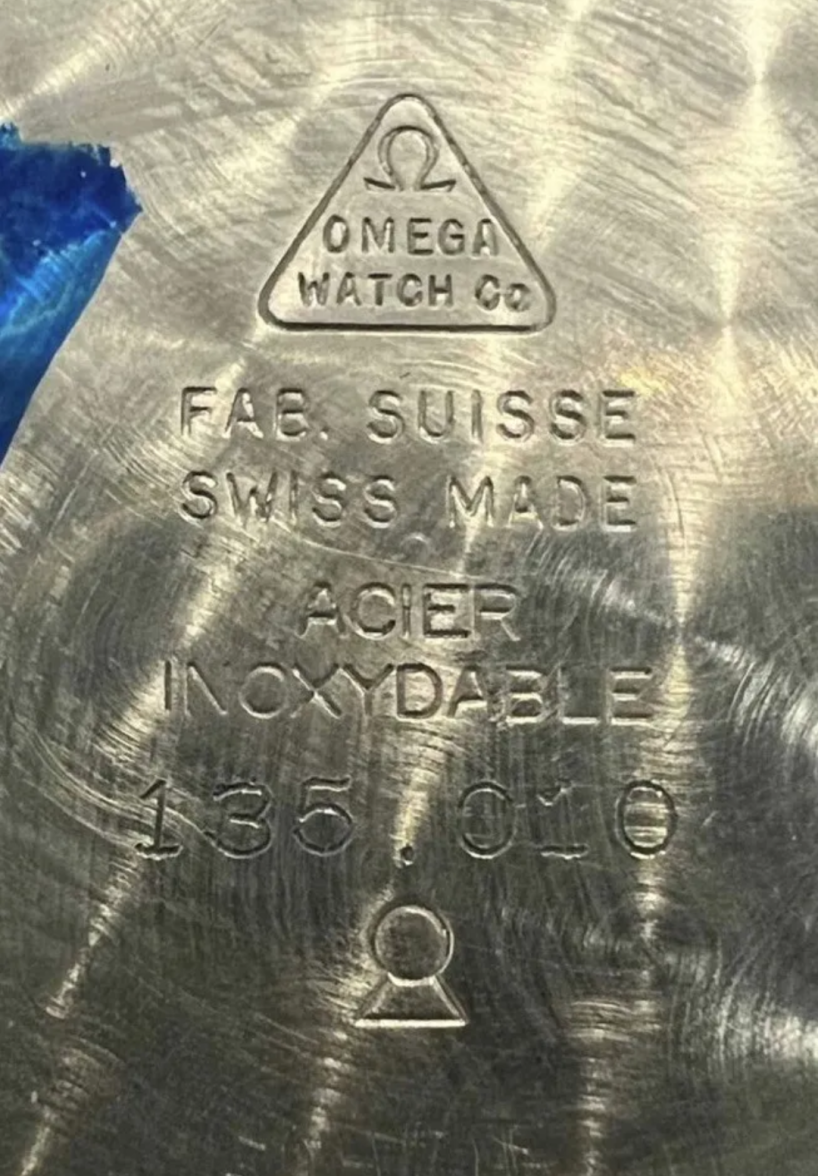 Ω
OMEGA
WATCH Co
FAB. SUISSE
SWISS MADE
ACIER
INOXYDABLE
135.010